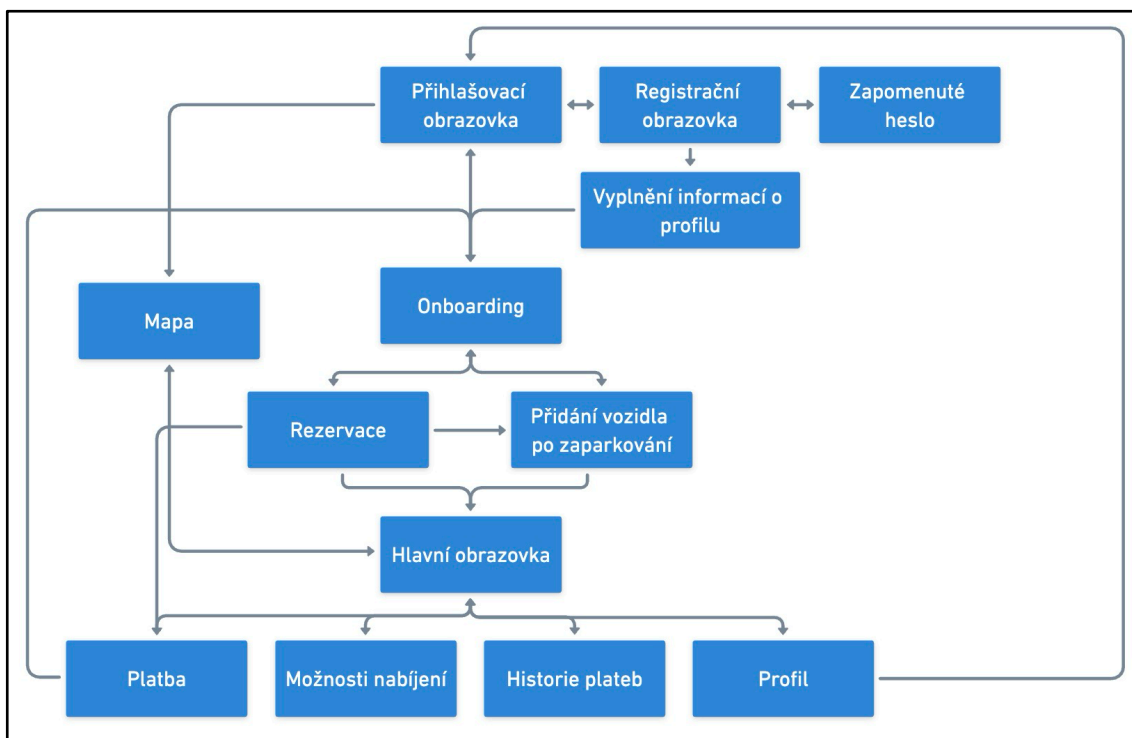 Přihlašovací
obrazovka
Registrační
obrazovka
Zapomenuté
heslo
Vyplnění informací o
profilu
Mapa
Onboarding
Rezervace
Přidání vozidla
po zaparkování
Hlavní obrazovka
Platba
Možnosti nabíjení
Historie plateb
Profil